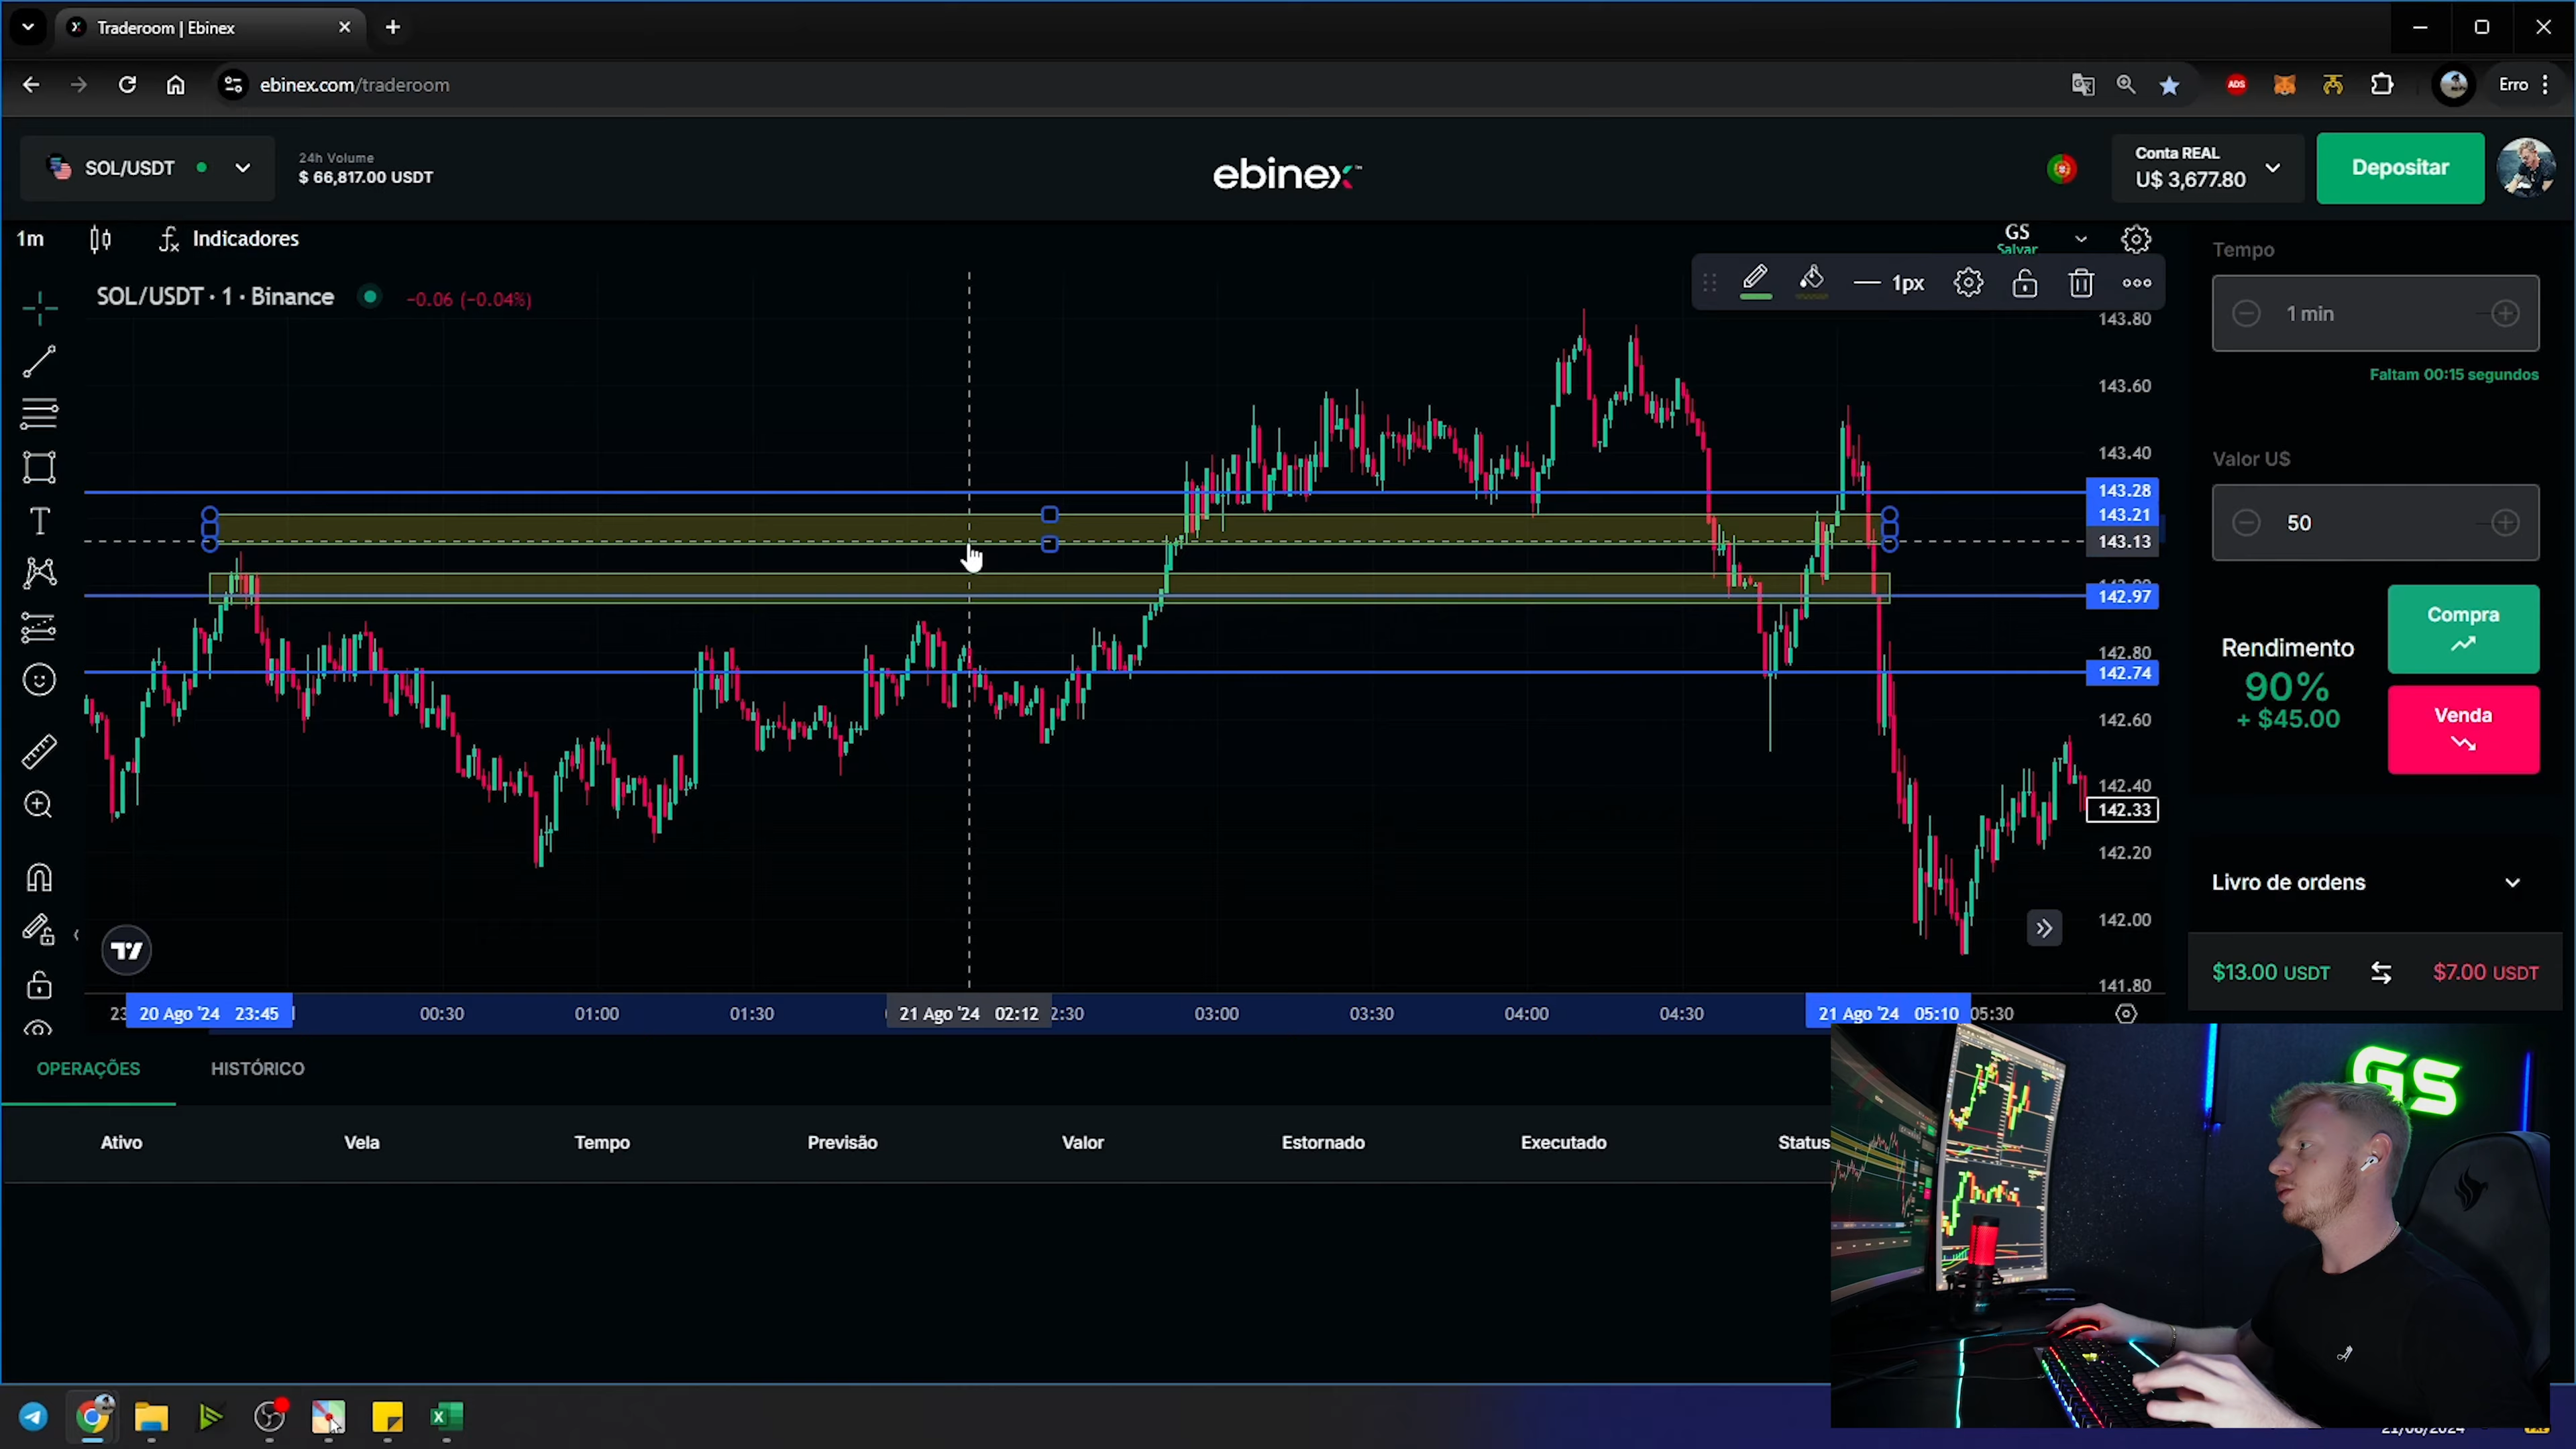 Traderoom | Ebinex
ebinex.com/traderoom
ADS
Erro
SOL/USDT
24h Volume
$ 66,817.00 USDT
ebinex
Conta REAL
U$ 3,677.80
Depositar
1m
Indicadores
GS
Salvar
SOL/USDT · 1 · Binance
-0.06 (-0.04%)
1px
143.80
143.60
143.40
143.28
143.21
143.13
142.97
142.80
142.74
142.60
142.40
142.33
142.20
142.00
141.80
20 Ago '24 23:45
00:30
01:00
01:30
21 Ago '24 02:12
2:30
03:00
03:30
04:00
04:30
21 Ago '24 05:10
05:30
Tempo
1 min
Faltam 00:15 segundos
Valor U$
50
Rendimento
90%
+ $45.00
Compra
Venda
Livro de ordens
$13.00 USDT
$7.00 USDT
OPERAÇÕES
HISTÓRICO
Ativo
Vela
Tempo
Previsão
Valor
Estornado
Executado
Status
GS